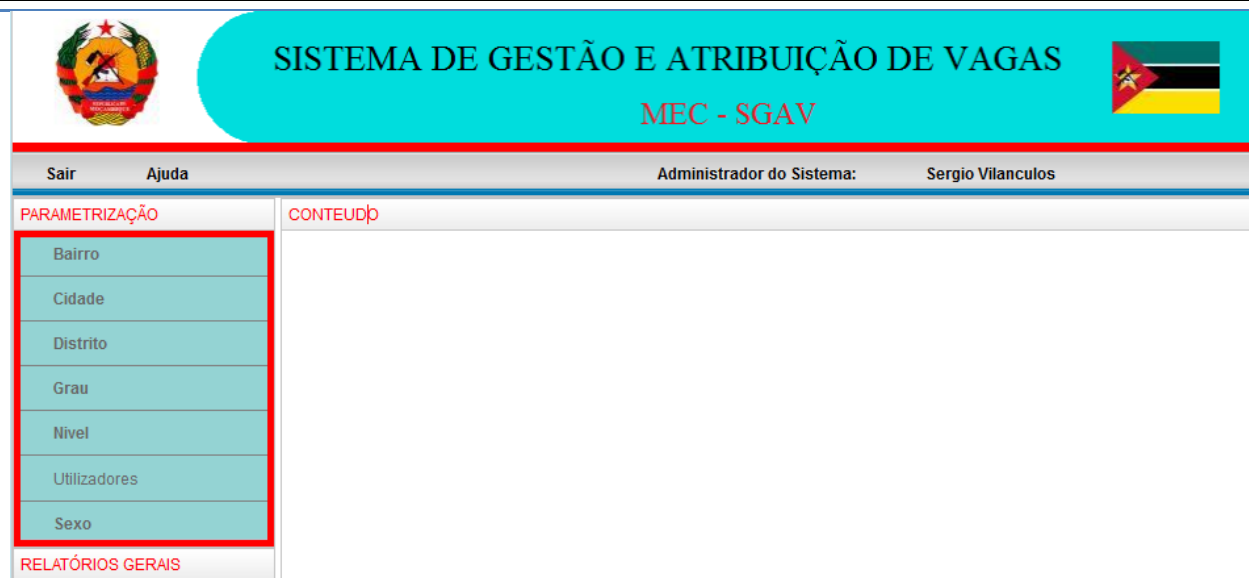 SISTEMA DE GESTÃO E ATRIBUIÇÃO DE VAGAS
MEC - SGAV
Sair Ajuda Administrador do Sistema: Sergio Vilanculos
PARAMETRIZAÇÃO CONTEUDO
Bairro
Cidade
Distrito
Grau
Nivel
Utilizadores
Sexo
RELATÓRIOS GERAIS